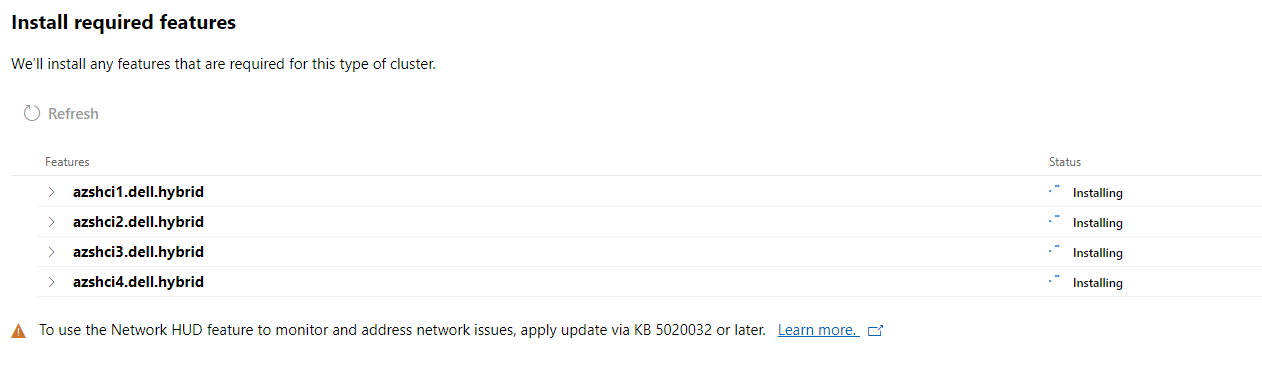 Install required features
We'll install any features that are required for this type of cluster.
Refresh
Features Status
azshci1.dell.hybrid Installing
azshci2.dell.hybrid Installing
azshci3.dell.hybrid Installing
azshci4.dell.hybrid Installing
To use the Network HUD feature to monitor and address network issues, apply update via KB 5020032 or later. Learn more.